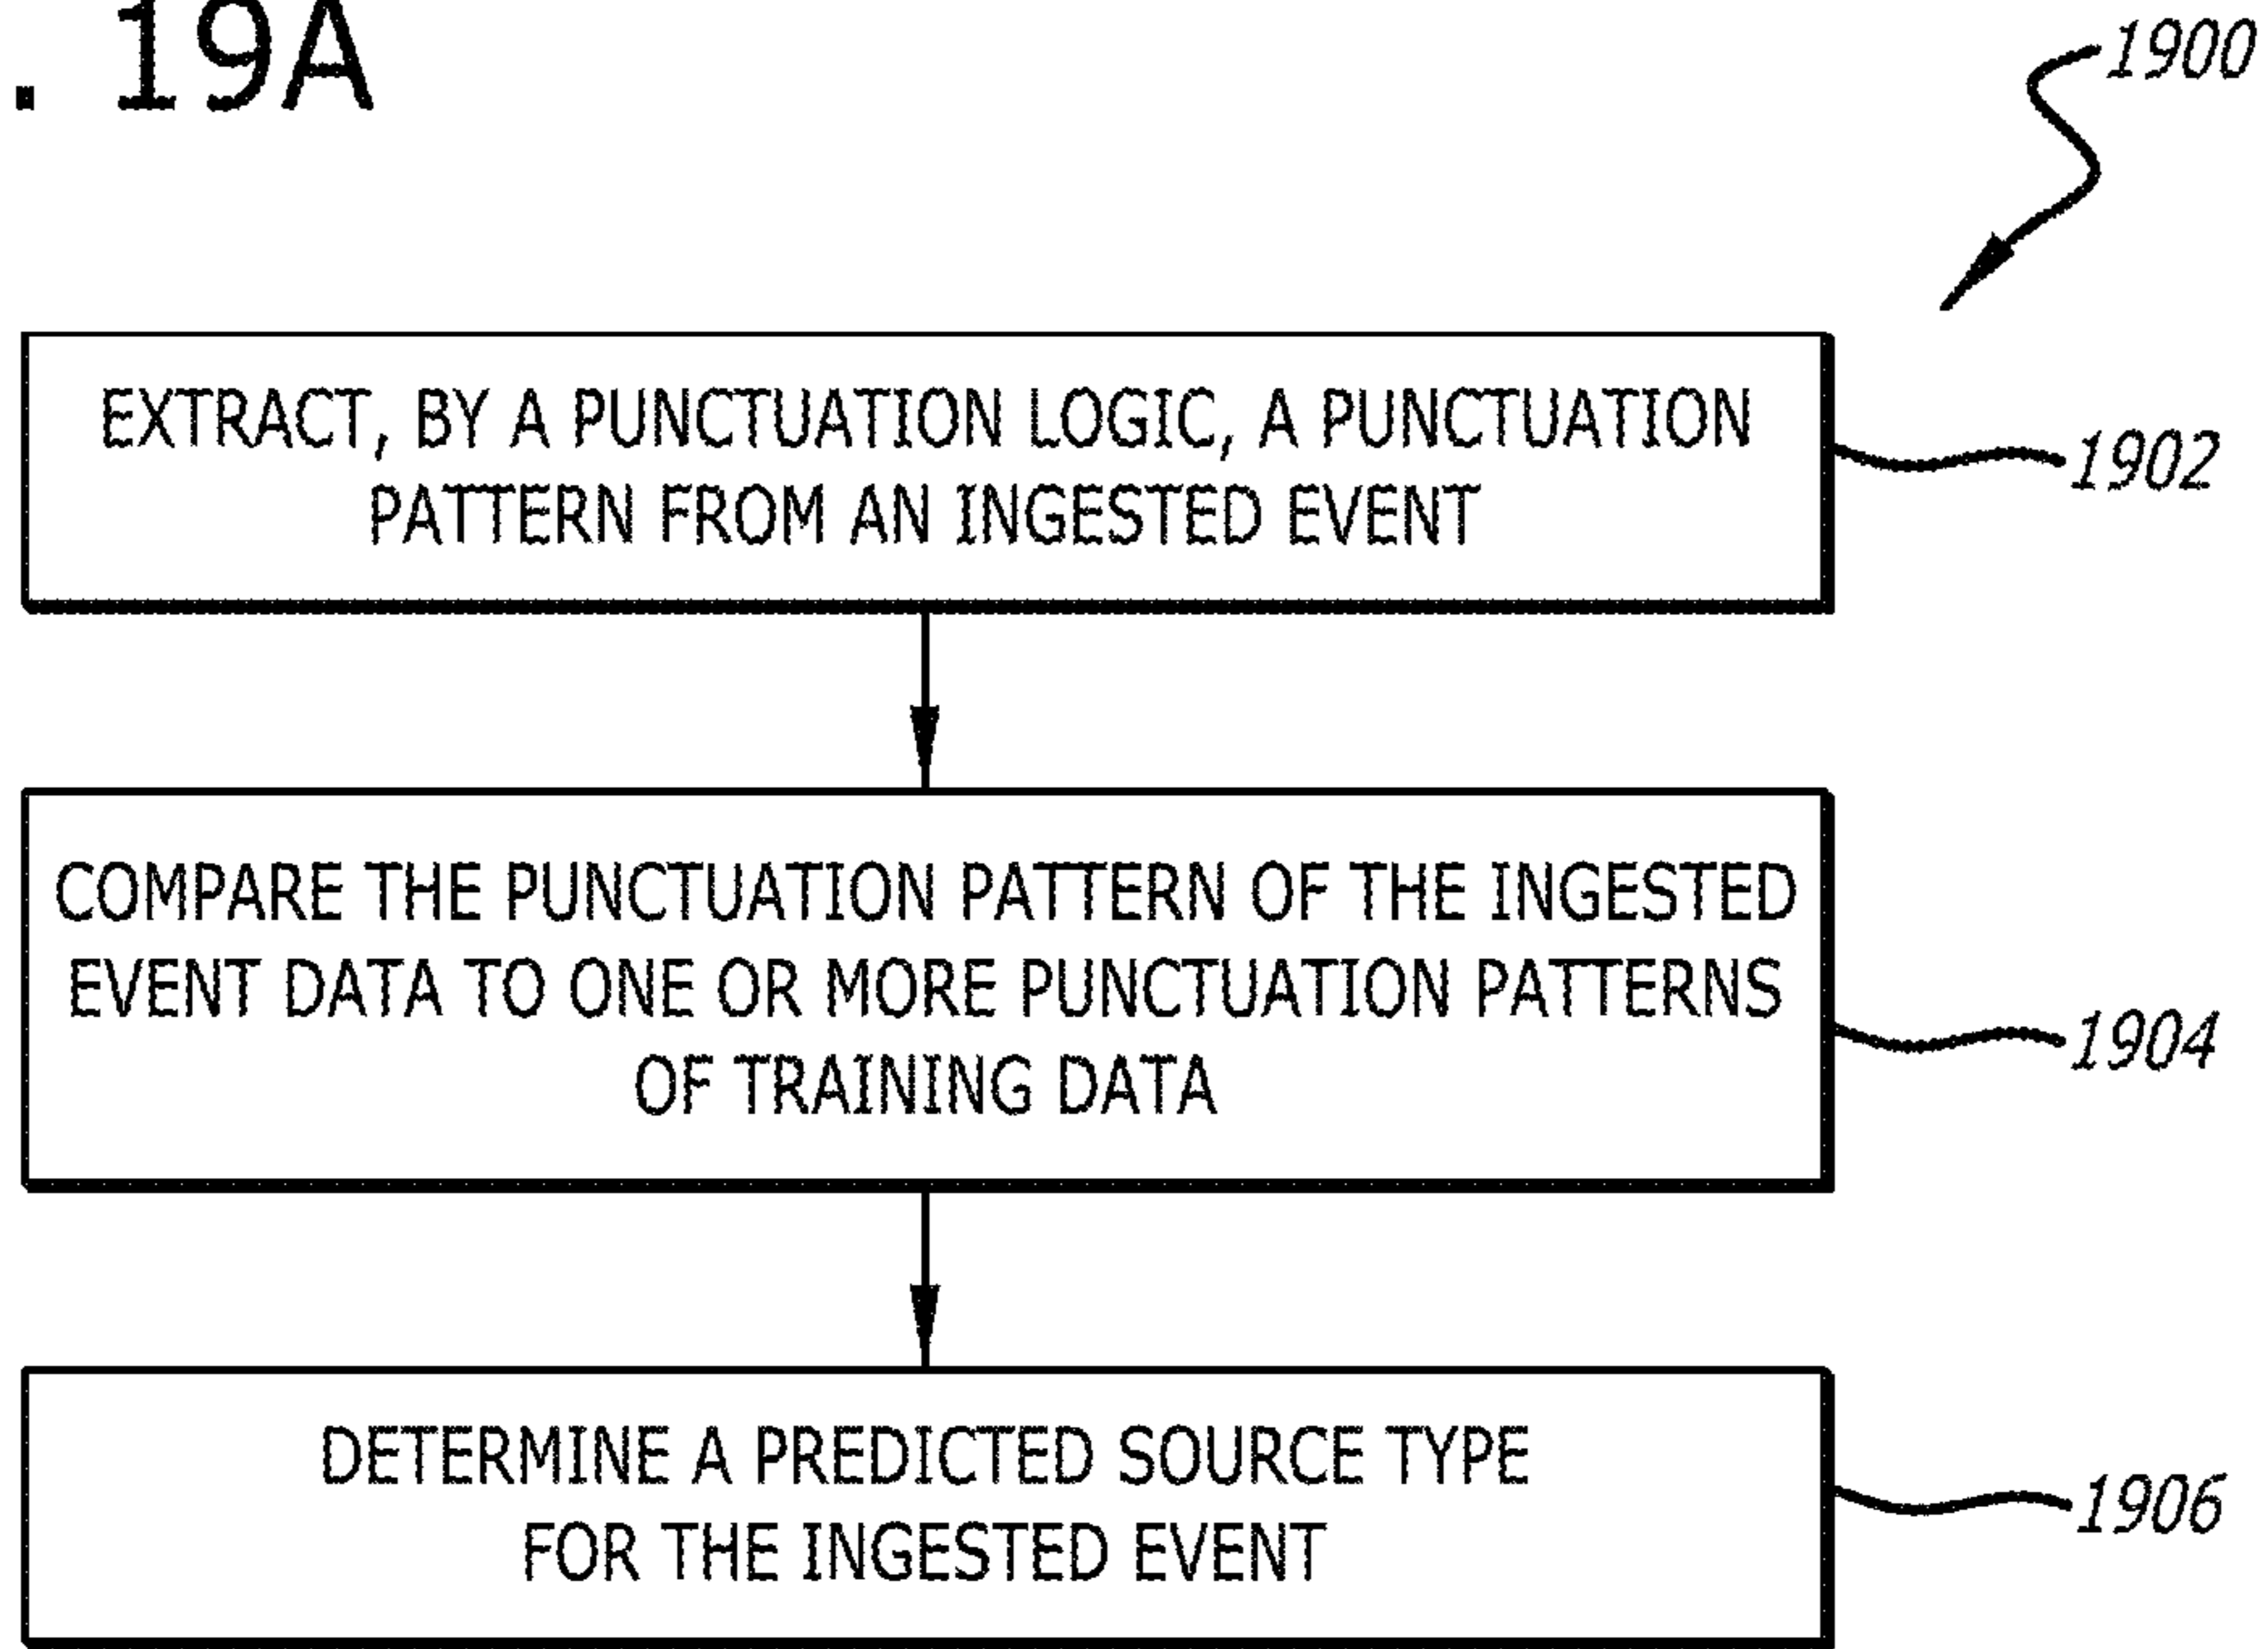 . 19A
1900
EXTRACT, BY A PUNCTUATION LOGIC, A PUNCTUATION
PATTERN FROM AN INGESTED EVENT
1902
COMPARE THE PUNCTUATION PATTERN OF THE INGESTED
EVENT DATA TO ONE OR MORE PUNCTUATION PATTERNS
OF TRAINING DATA
1904
DETERMINE A PREDICTED SOURCE TYPE
FOR THE INGESTED EVENT
1906